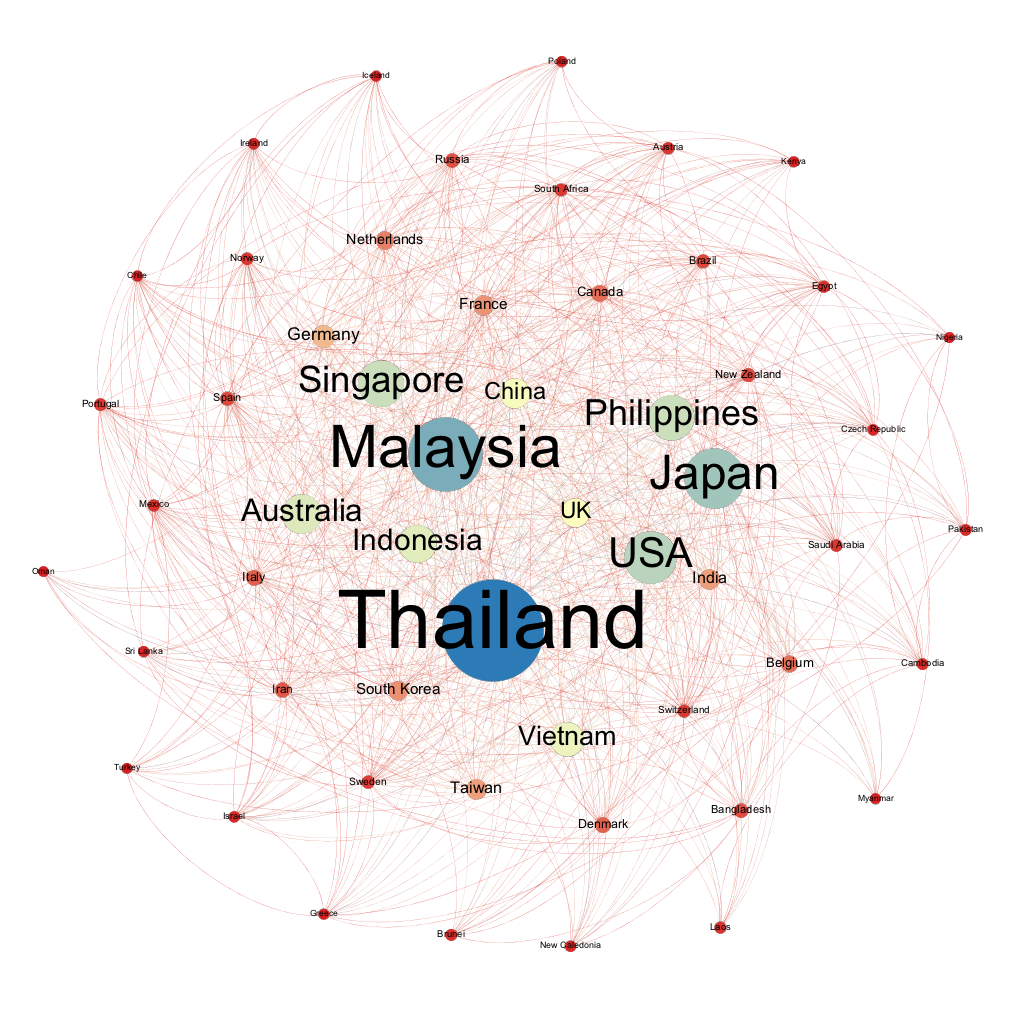 Poland
Iceland
Ireland
Austria
Russia
Kenya
South Africa
Netherlands
Norway
Brazil
Chile
Egypt
Canada
France
Germany
Nigeria
New Zealand
Singapore
China
Spain
Portugal
Philippines
Czech Republic
Malaysia
Japan
Mexico
Australia
UK
Pakistan
Indonesia
Saudi Arabia
USA
Oman
Italy
India
Thailand
Sri Lanka
Belgium
Cambodia
Iran
South Korea
Switzerland
Vietnam
Turkey
Sweden
Taiwan
Myanmar
Bangladesh
Israel
Denmark
Greece
Laos
Brunei
New Caledonia